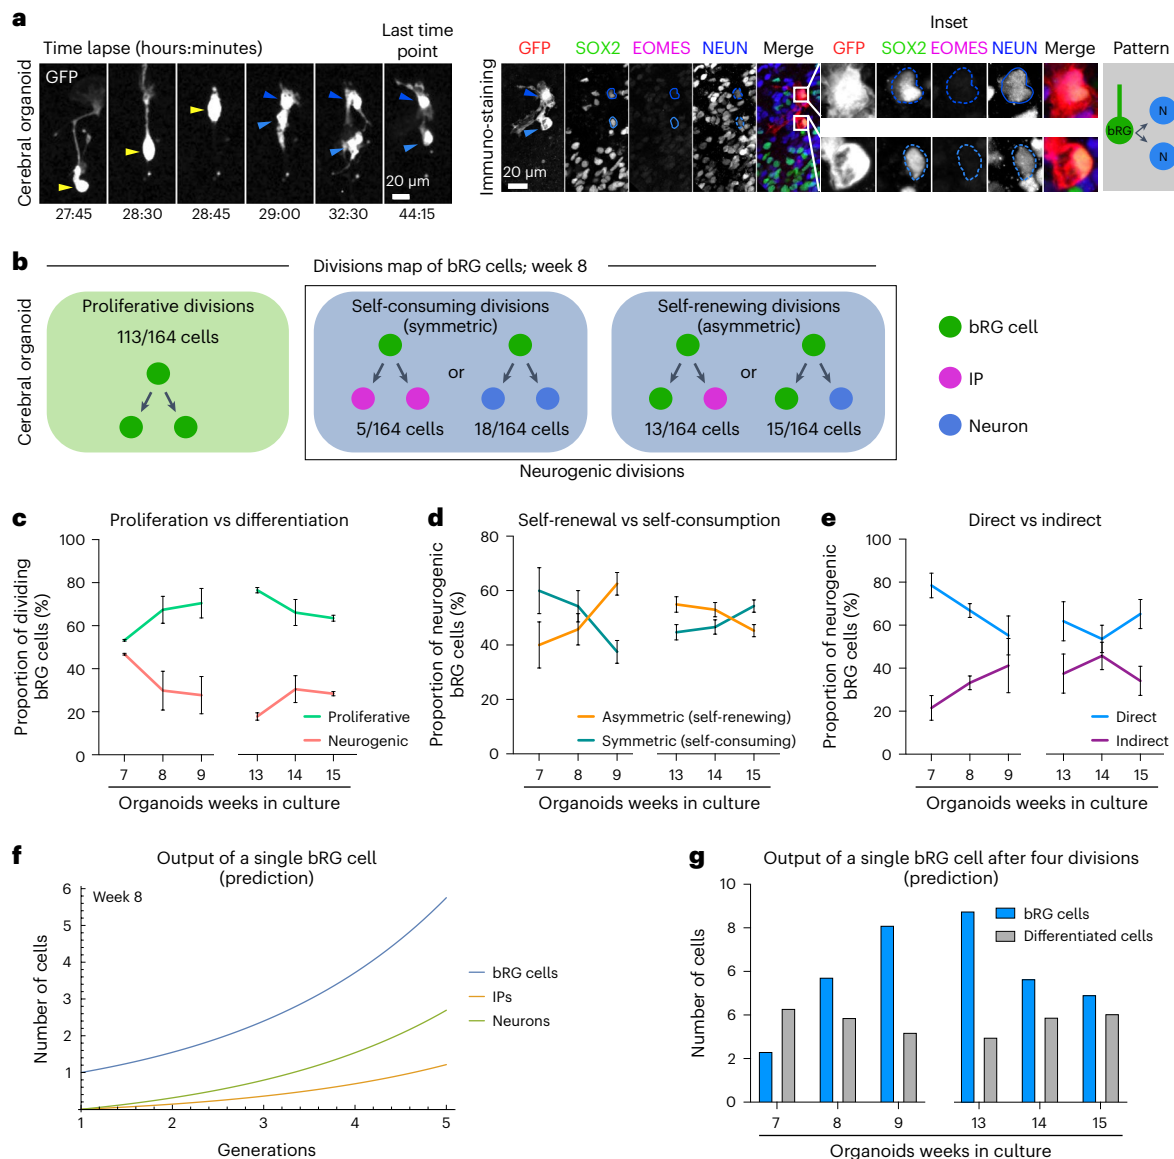 a
Time lapse (hours:minutes)
Last time
point
Cerebral organoid
GFP
20 µm
27:45
28:30
28:45
29:00
32:30
44:15
Inset
GFP
SOX2
EOMES
NEUN
Merge
GFP
SOX2
EOMES
NEUN
Merge
Pattern
Immuno-staining
20 µm
bRG
N
N
b
Divisions map of bRG cells; week 8
Cerebral organoid
Proliferative divisions
113/164 cells
Self-consuming divisions
(symmetric)
or
5/164 cells
18/164 cells
Self-renewing divisions
(asymmetric)
or
13/164 cells
15/164 cells
Neurogenic divisions
bRG cell
IP
Neuron
c
Proliferation vs differentiation
Proportion of dividing
bRG cells (%)
100
80
60
40
20
0
Proliferative
Neurogenic
7
8
9
13
14
15
Organoids weeks in culture
d
Self-renewal vs self-consumption
Proportion of neurogenic
bRG cells (%)
80
60
40
20
0
Asymmetric (self-renewing)
Symmetric (self-consuming)
7
8
9
13
14
15
Organoids weeks in culture
e
Direct vs indirect
Proportion of neurogenic
bRG cells (%)
100
80
60
40
20
0
Direct
Indirect
7
8
9
13
14
15
Organoids weeks in culture
f
Output of a single bRG cell
(prediction)
Week 8
Number of cells
6
5
4
3
2
1
1
2
3
4
5
Generations
bRG cells
IPs
Neurons
g
Output of a single bRG cell after four divisions
(prediction)
Number of cells
10
8
6
6
2
0
bRG cells
Differentiated cells
7
8
9
13
14
15
Organoids weeks in culture